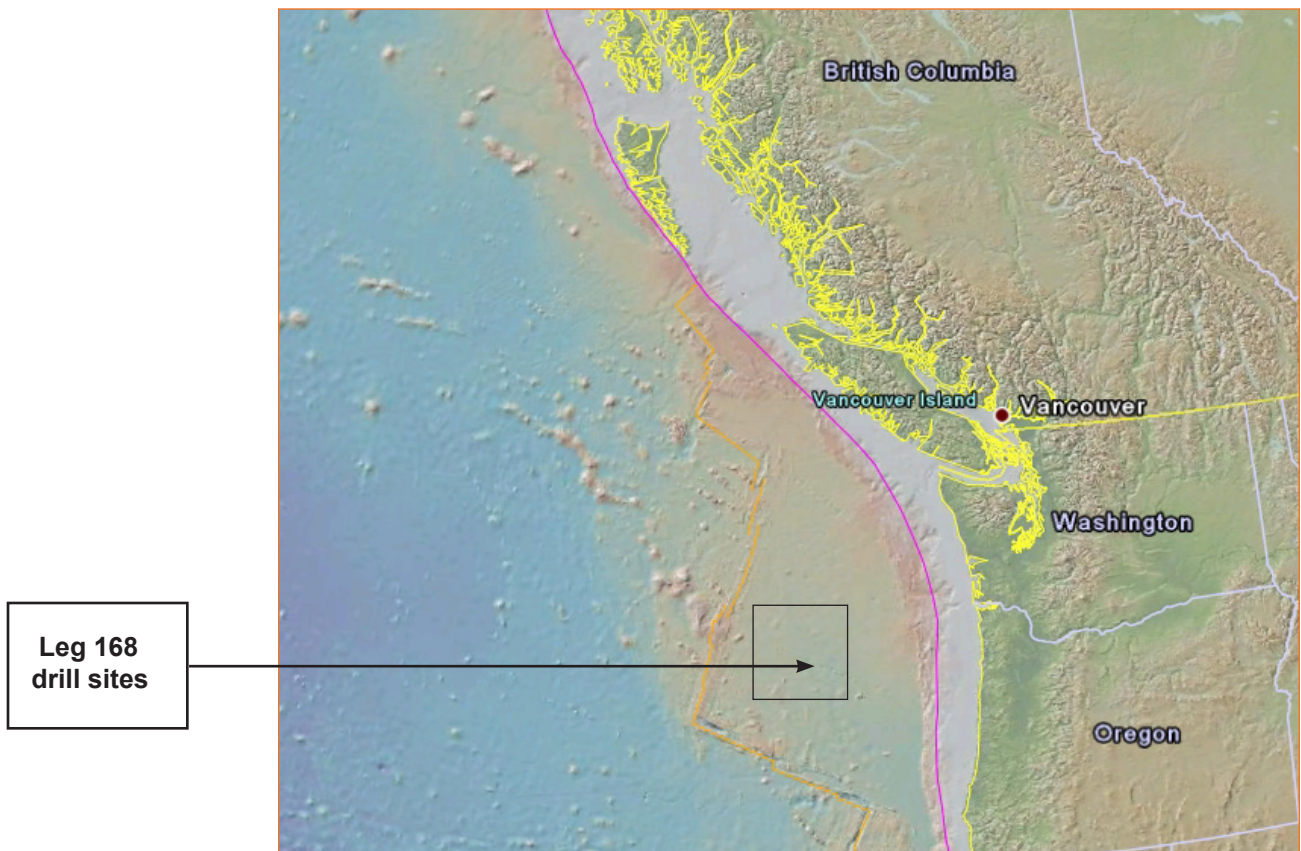 British Columbia
Vancouver Island
Vancouver
Washington
Leg 168
drill sites
Oregon